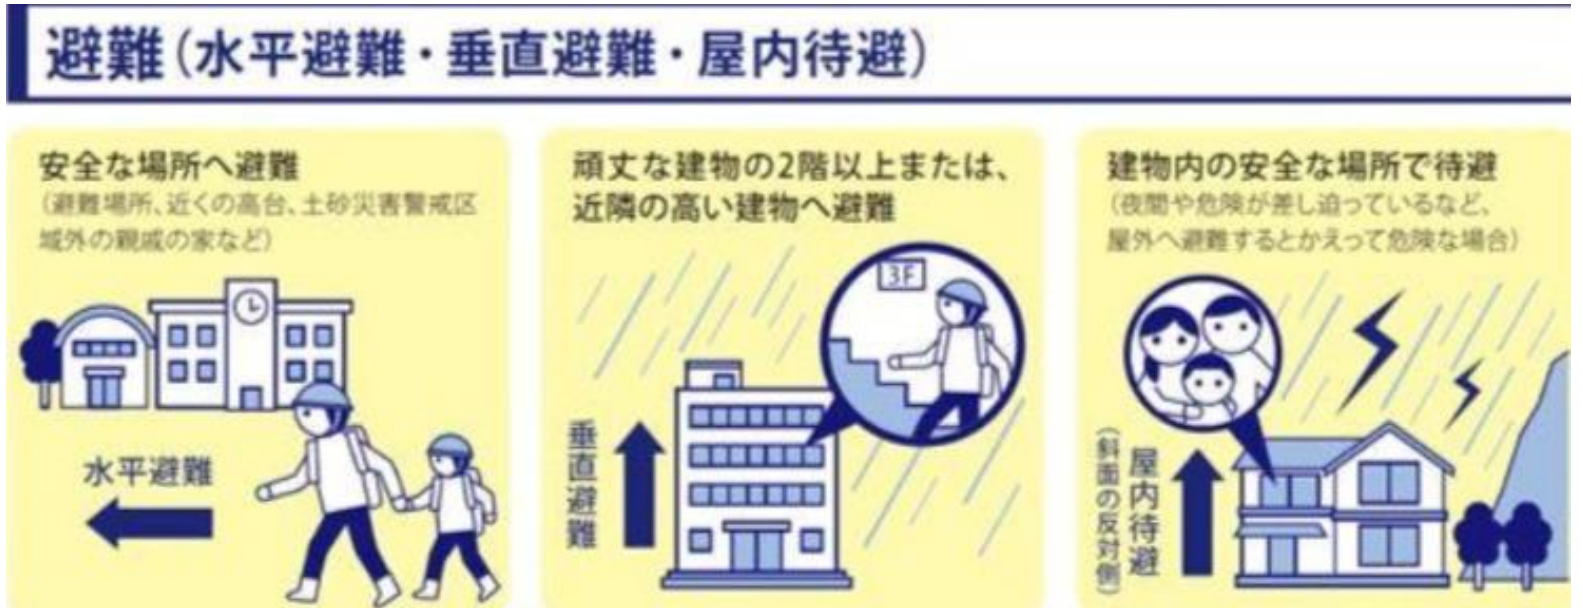 避難(水平避難・垂直避難・屋内待避)
安全な場所へ避難
(避難場所、近くの高台、土砂災害警戒区
域外の親戚の家など)
水平避難
頑丈な建物の2階以上または、
近隣の高い建物へ避難
3F
垂直避難
建物内の安全な場所で待避
(夜間や危険が差し迫っているなど、
屋外へ避難するとかえって危険な場合)
屋内待避
(斜面の反対側)